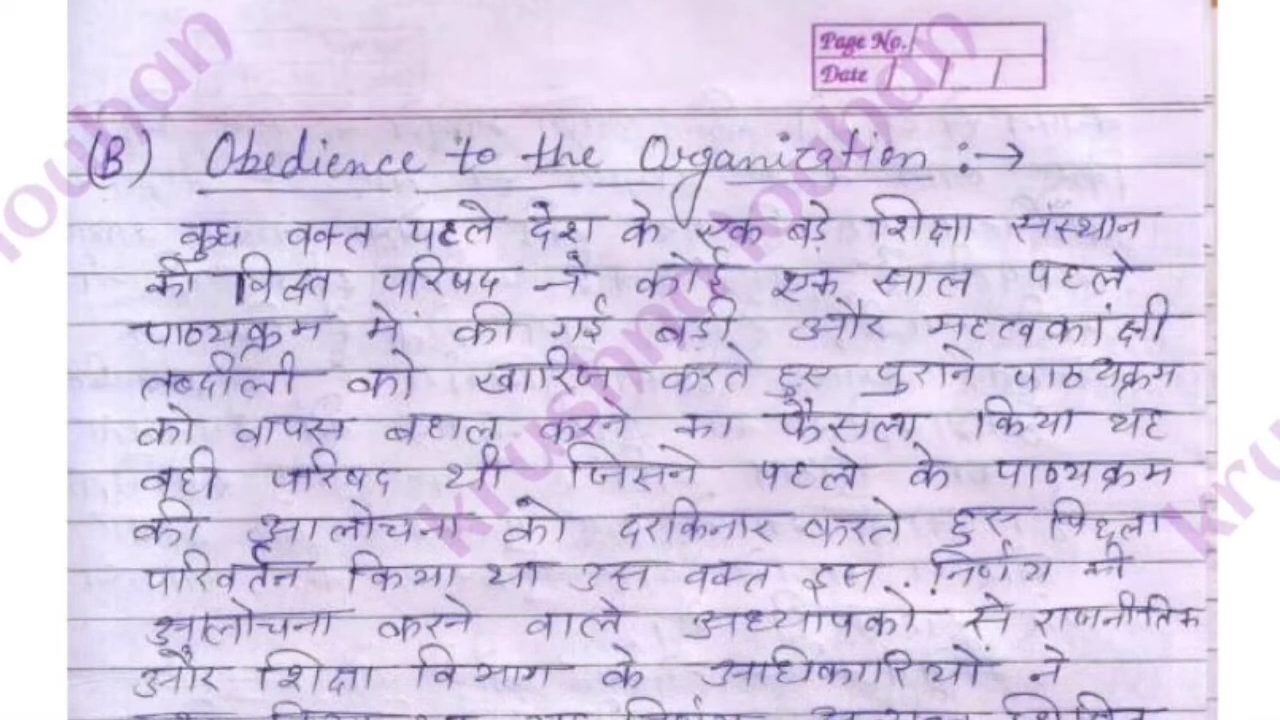 Page No.
Date
(B) Obedience to the Organization :→
कुछ वक्त पहले देश के एक बड़े शिक्षा संस्थान
की वित्त परिषद ने कोई एक साल पहले
पाठ्यक्रम में की गई बड़ी और महत्वकांक्षी
तब्दीली को खारिज करते हुए पुराने पाठ्यक्रम
को वापस बहाल करने का फैसला किया यह
वही परिषद थी जिसने पहले के पाठ्यक्रम
की आलोचना को दरकिनार करते हुए पिछला
परिवर्तन किया था उस वक्त इस निर्णय की
आलोचना करने वाले अध्यापको से राजनीतिक
और शिक्षा विभाग के अधिकारियों ने
krushna chouhan